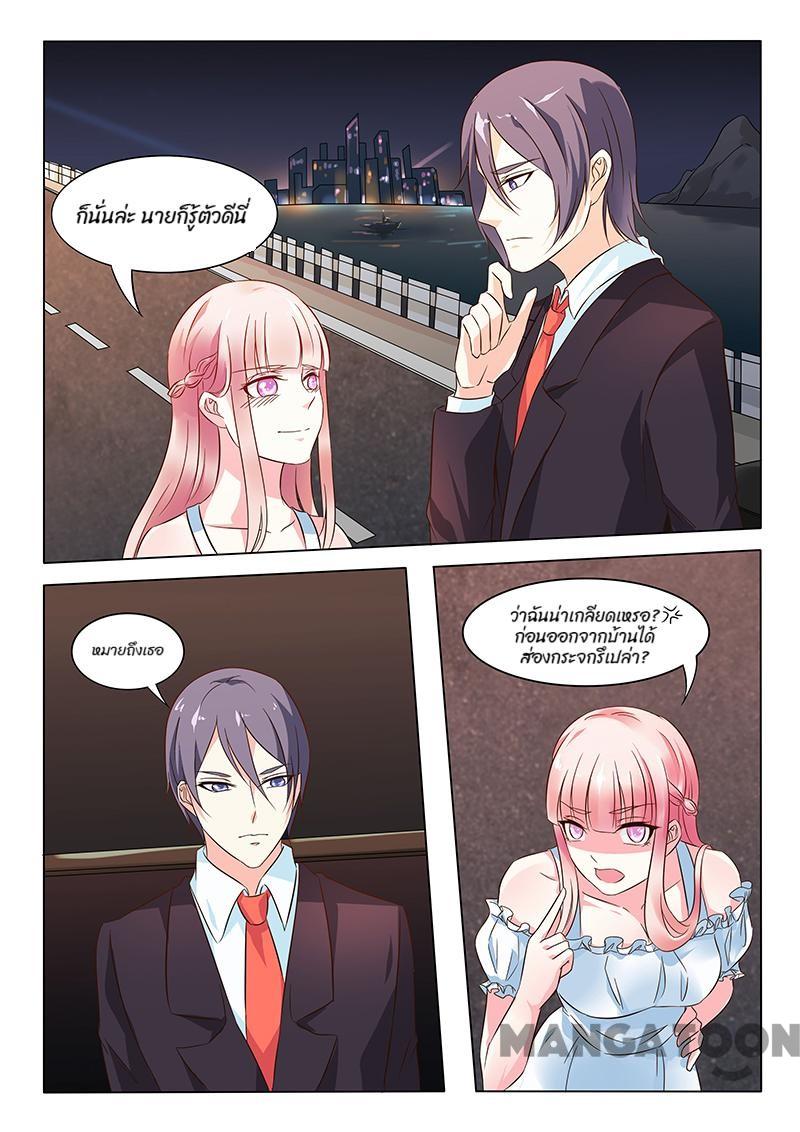 ก็นั่นล่ะ นายก็รู้ตัวดีนี่
หมายถึงเธอ
ว่าฉันน่าเกลียดเหรอ?
ก่อนออกจากบ้านได้
ส่องกระจกรึเปล่า?
MANGATOON